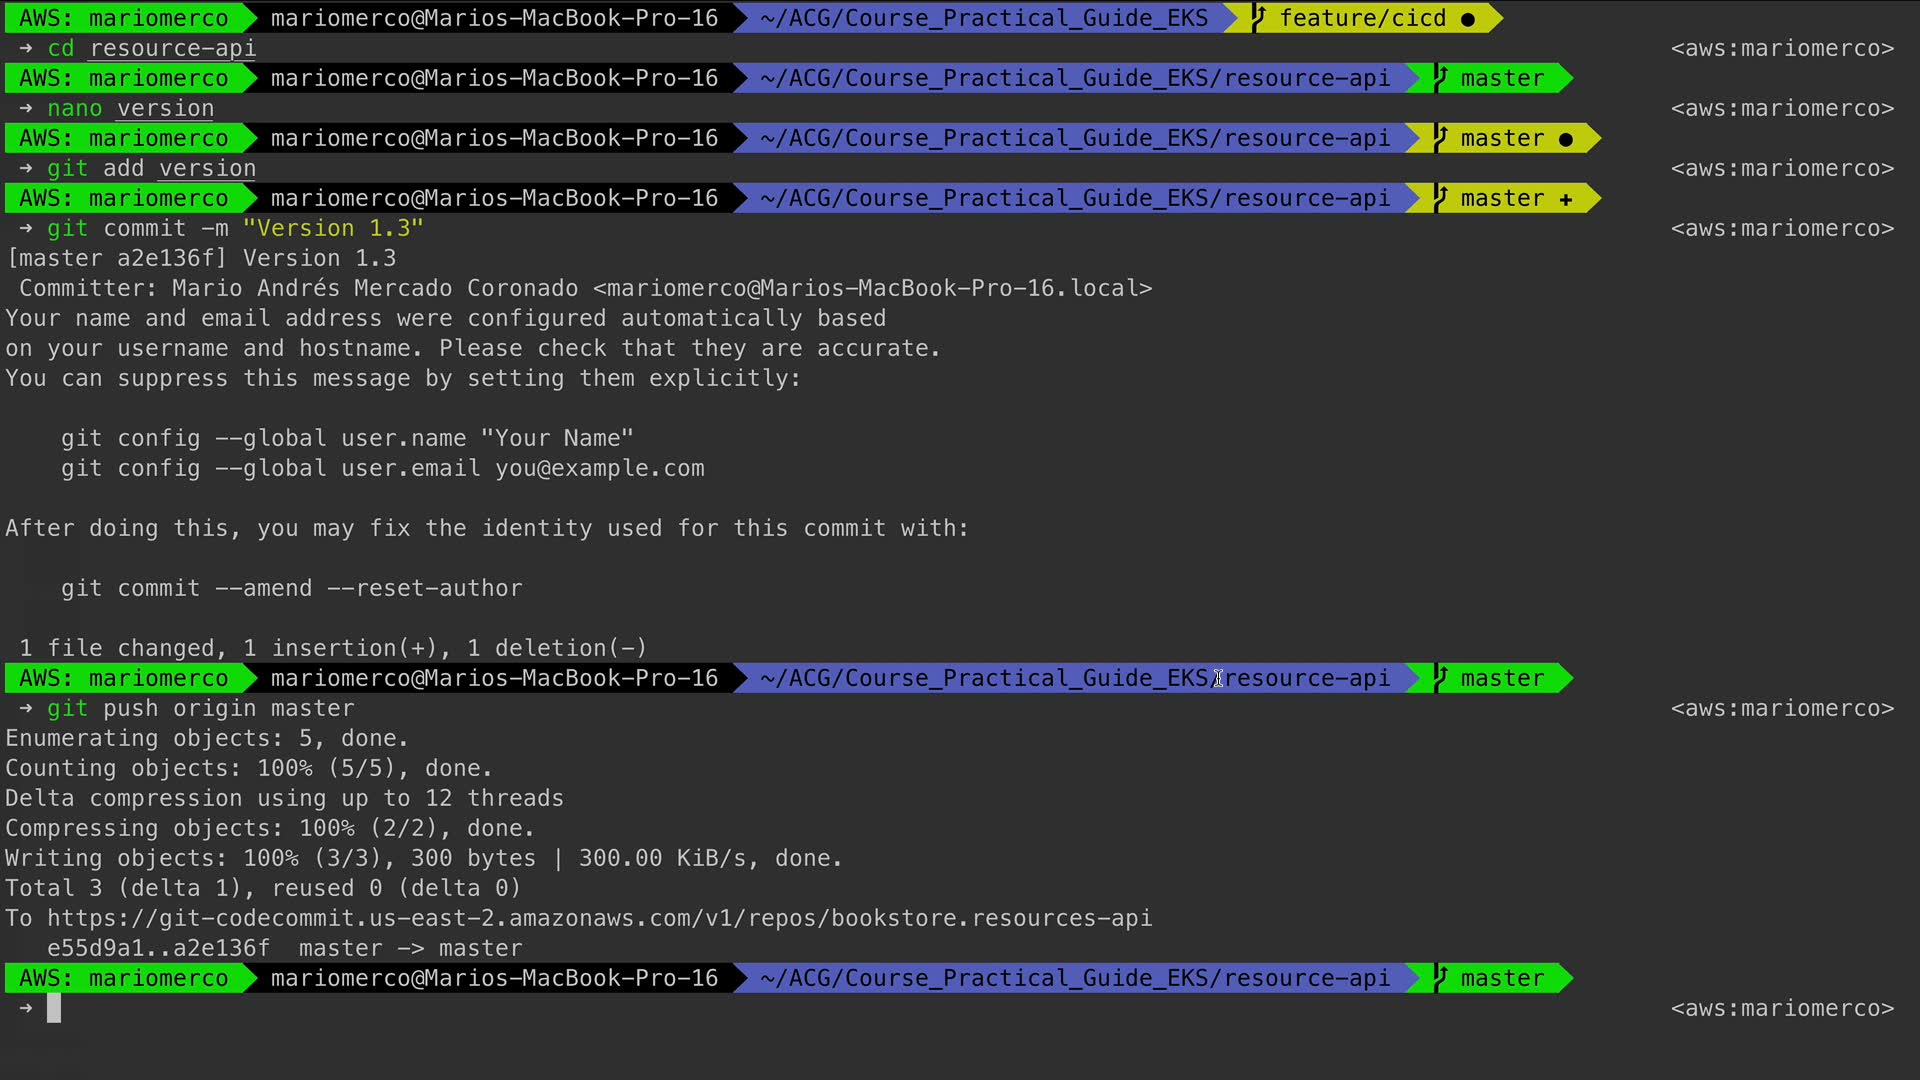 AWS: mariomerco mariomerco@Marios-MacBook-Pro-16 ~/ACG/Course_Practical_Guide_EKS feature/cicd ●
→ cd resource-api <aws:mariomerco>
AWS: mariomerco mariomerco@Marios-MacBook-Pro-16 ~/ACG/Course_Practical_Guide_EKS/resource-api master
→ nano version <aws:mariomerco>
AWS: mariomerco mariomerco@Marios-MacBook-Pro-16 ~/ACG/Course_Practical_Guide_EKS/resource-api master ●
→ git add version <aws:mariomerco>
AWS: mariomerco mariomerco@Marios-MacBook-Pro-16 ~/ACG/Course_Practical_Guide_EKS/resource-api master +
→ git commit -m "Version 1.3" <aws:mariomerco>
[master a2e136f] Version 1.3
Committer: Mario Andrés Mercado Coronado <mariomerco@Marios-MacBook-Pro-16.local>
Your name and email address were configured automatically based
on your username and hostname. Please check that they are accurate.
You can suppress this message by setting them explicitly:
git config --global user.name "Your Name"
git config --global user.email you@example.com
After doing this, you may fix the identity used for this commit with:
git commit --amend --reset-author
1 file changed, 1 insertion(+), 1 deletion(-)
AWS: mariomerco mariomerco@Marios-MacBook-Pro-16 ~/ACG/Course_Practical_Guide_EKS/resource-api master
→ git push origin master <aws:mariomerco>
Enumerating objects: 5, done.
Counting objects: 100% (5/5), done.
Delta compression using up to 12 threads
Compressing objects: 100% (2/2), done.
Writing objects: 100% (3/3), 300 bytes | 300.00 KiB/s, done.
Total 3 (delta 1), reused 0 (delta 0)
To https://git-codecommit.us-east-2.amazonaws.com/v1/repos/bookstore.resources-api
e55d9a1..a2e136f master -> master
AWS: mariomerco mariomerco@Marios-MacBook-Pro-16 ~/ACG/Course_Practical_Guide_EKS/resource-api master
→ <aws:mariomerco>